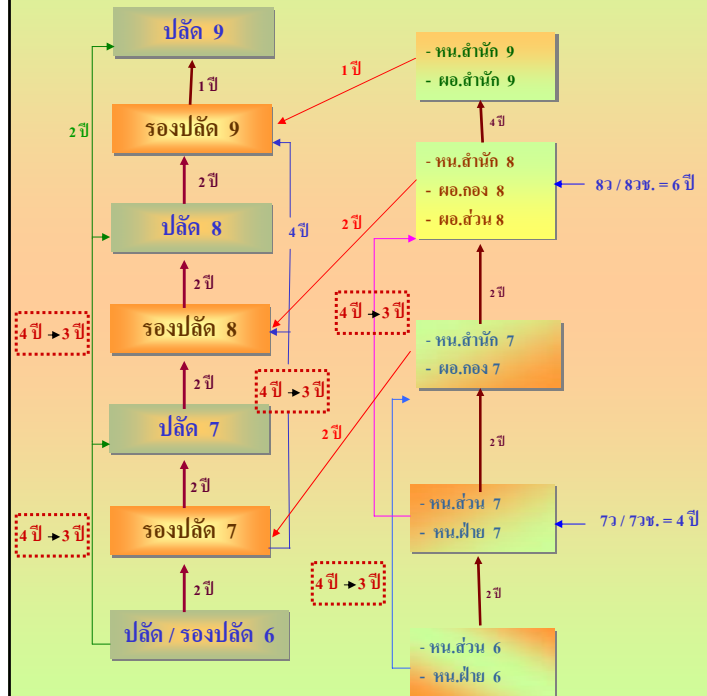 ปลัด 9
- หน.สำนัก 9
- ผอ.สำนัก 9
1 ปี
1 ปี
2 ปี
รองปลัด 9
4 ปี
- หน.สำนัก 8
- ผอ.กอง 8
- ผอ.ส่วน 8
8ว / 8วช. = 6 ปี
2 ปี
ปลัด 8
2 ปี
4 ปี
2 ปี
4 ปี → 3 ปี
2 ปี
4 ปี → 3 ปี
รองปลัด 8
- หน.สำนัก 7
- ผอ.กอง 7
2 ปี
4 ปี → 3 ปี
ปลัด 7
2 ปี
2 ปี
2 ปี
- หน.ส่วน 7
- หน.ฝ่าย 7
7ว / 7วช. = 4 ปี
4 ปี → 3 ปี
รองปลัด 7
2 ปี
4 ปี → 3 ปี
2 ปี
ปลัด / รองปลัด 6
- หน.ส่วน 6
- หน.ฝ่าย 6